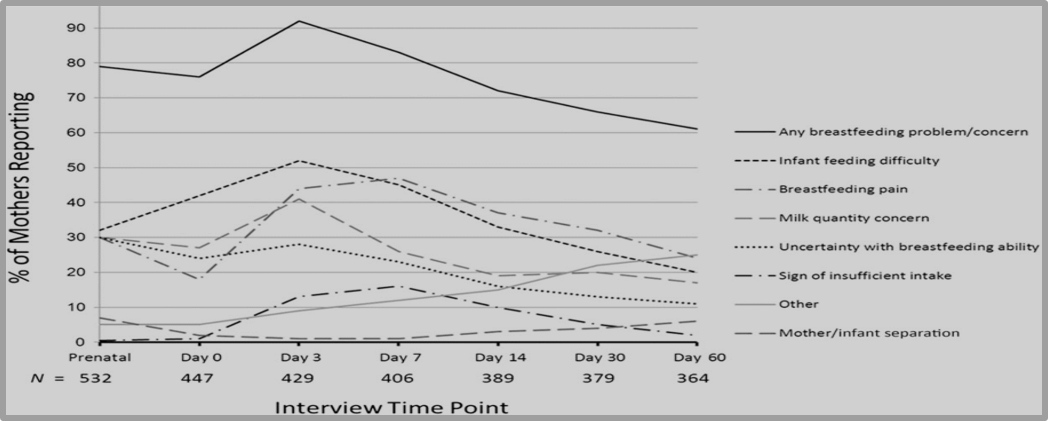 % of Mothers Reporting
90
80
70
60
50
40
30
20
10
0
Prenatal Day 0 Day 3 Day 7 Day 14 Day 30 Day 60
N = 532 447 429 406 389 379 364
Interview Time Point
Any breastfeeding problem/concern
Infant feeding difficulty
Breastfeeding pain
Milk quantity concern
Uncertainty with breastfeeding ability
Sign of insufficient intake
Other
Mother/infant separation